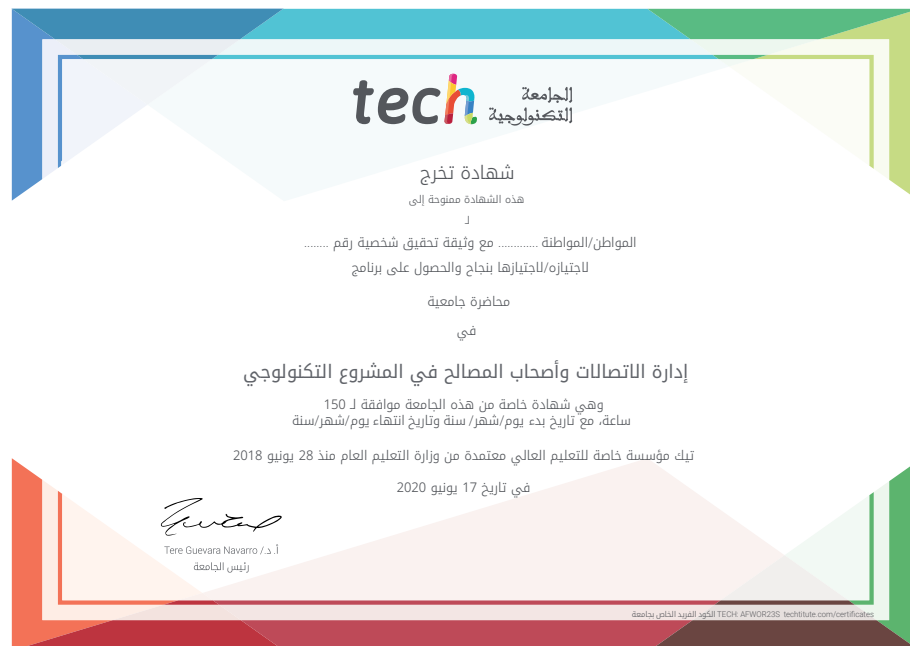 tech الجامعة
التكنولوجية
شهادة تخرج
هذه الشهادة ممنوحة إلى
لـ
المواطن/المواطنة ............ مع وثيقة تحقيق شخصية رقم ........
لاجتيازه/لاجتيازها بنجاح والحصول على برنامج
محاضرة جامعية
في
إدارة الاتصالات وأصحاب المصالح في المشروع التكنولوجي
وهي شهادة خاصة من هذه الجامعة موافقة لـ 150
ساعة، مع تاريخ بدء يوم/شهر/ سنة وتاريخ انتهاء يوم/شهر/سنة
تيك مؤسسة خاصة للتعليم العالي معتمدة من وزارة التعليم العام منذ 28 يونيو 2018
في تاريخ 17 يونيو 2020
أ.د./ Tere Guevara Navarro
رئيس الجامعة
الكود الفريد الخاص بجامعة TECH: AFWOR23S techtitute.com/certificates